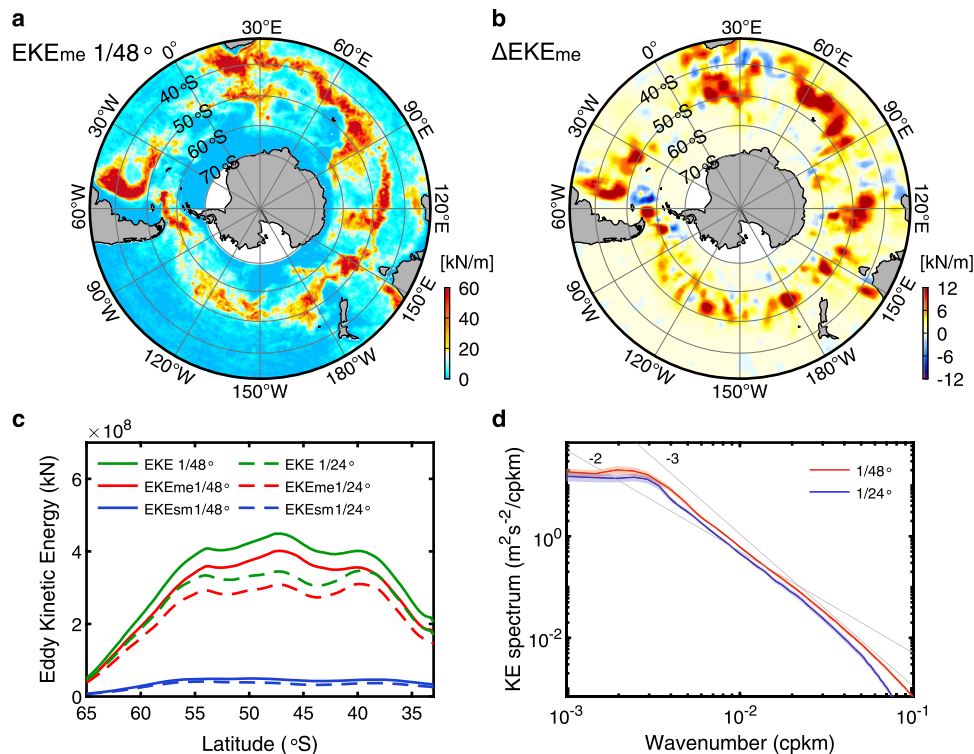 a
EKEme 1/48°
0°
30°E
60°E
90°E
120°E
150°E
180°W
150°W
120°W
90°W
60°W
30°W
40°S
50°S
60°S
70°S
[kN/m]
60
40
20
0
b
ΔEKEme
0°
30°E
60°E
90°E
120°E
150°E
180°W
150°W
120°W
90°W
60°W
30°W
40°S
50°S
60°S
70°S
[kN/m]
12
6
0
-6
-12
c
×10⁸
Eddy Kinetic Energy (kN)
6
4
2
0
EKE 1/48°
EKE 1/24°
EKEme1/48°
EKEme1/24°
EKEsm1/48°
EKEsm1/24°
65 60 55 50 45 40 35
Latitude (°S)
d
KE spectrum (m²s⁻²/cpkm)
10⁰
10⁻²
-2
-3
1/48°
1/24°
10⁻³ 10⁻² 10⁻¹
Wavenumber (cpkm)